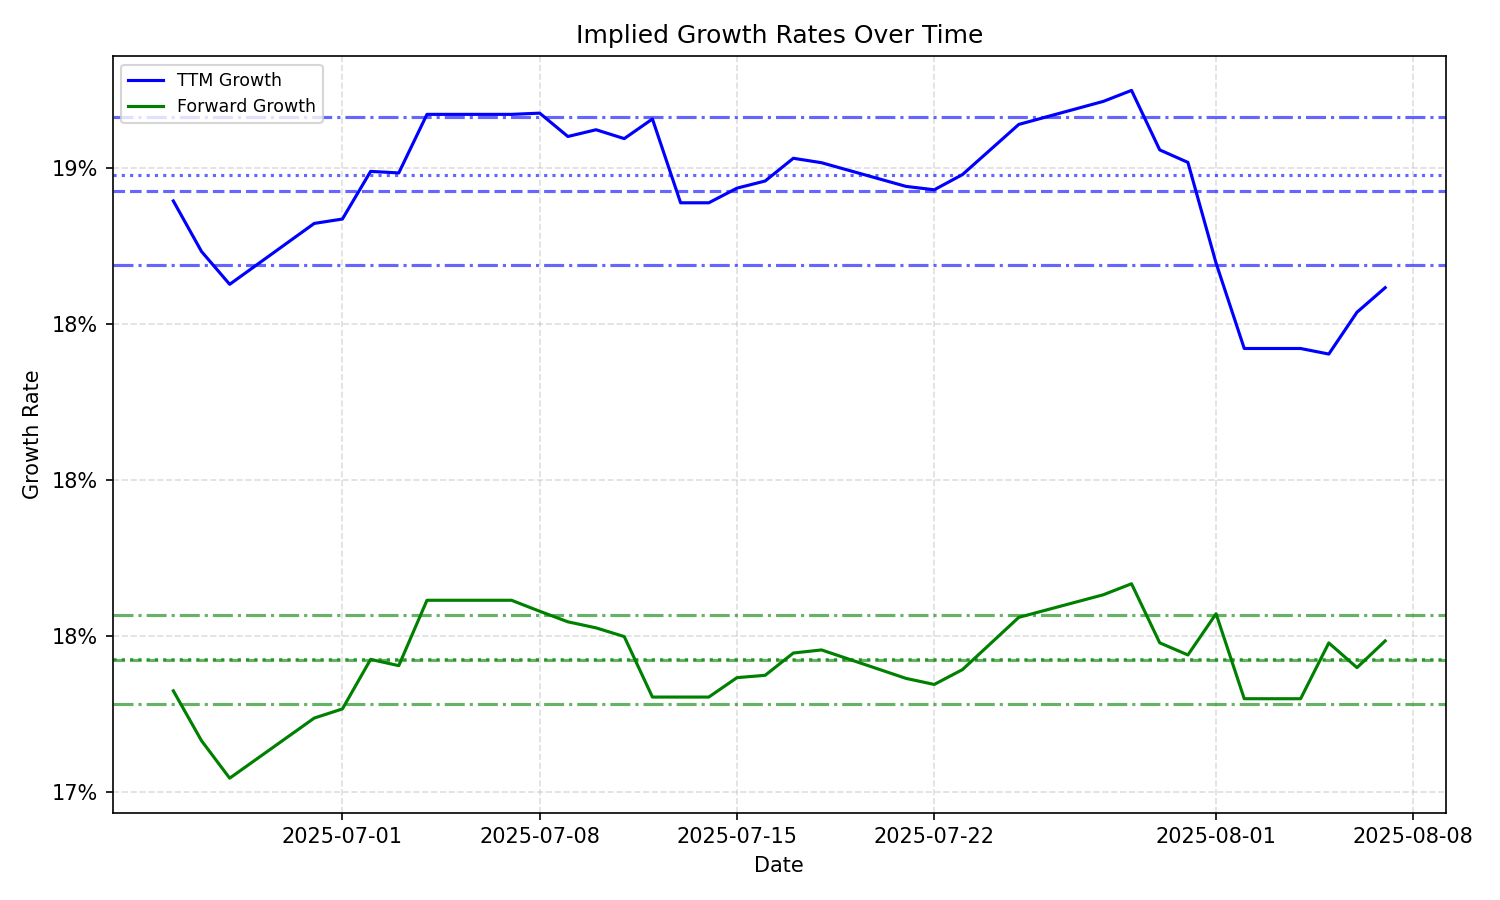 Implied Growth Rates Over Time
TTM Growth
Forward Growth
19%
18%
18%
18%
17%
Growth Rate
2025-07-01
2025-07-08
2025-07-15
2025-07-22
2025-08-01
2025-08-08
Date